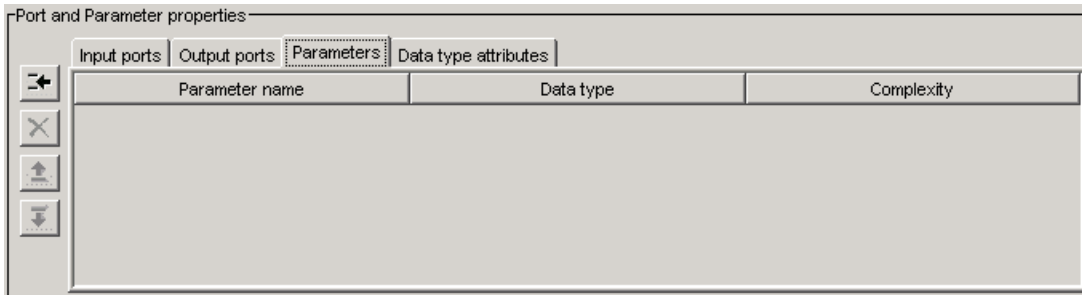 Port and Parameter properties
Input ports Output ports Parameters Data type attributes
Parameter name Data type Complexity